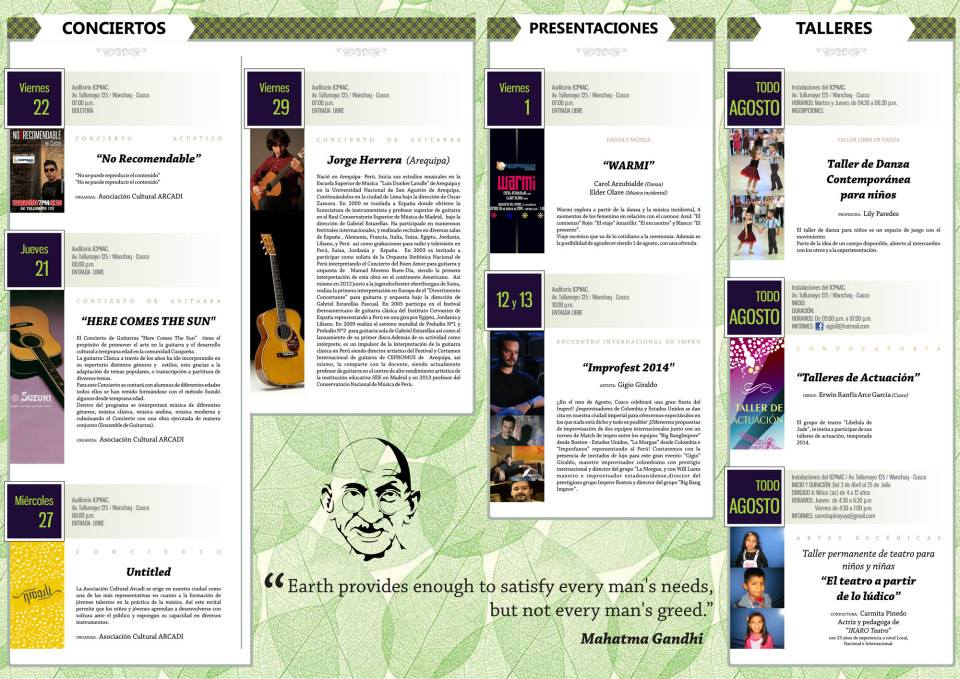 CONCIERTOS
Viernes
22
Auditorio ICPNAC,
Av. Tullumayo 125 / Wanchaq - Cusco
07:00 p.m.
BOLETERÍA
NO RECOMENDABLE
en Cusco
AV. TULLUMAYO 125
CONCIERTO ACÚSTICO
“No Recomendable”
“No se puede reproducir el contenido”
“No se puede reproducir el contenido”
ORGANIZA: Asociación Cultural ARCADI
Jueves
21
Auditorio ICPNAC,
Av. Tullumayo 125 / Wanchaq - Cusco
06:00 p.m.
ENTRADA LIBRE
SUZUKI
CONCIERTO DE GUITARRA
“HERE COMES THE SUN"
El Concierto de Guitarras "Here Comes The Sun" tiene el
propósito de promover el arte en la guitarra y el desarrollo
cultural a temprana edad en la comunidad Cusqueña.
La guitarra Clásica a través de los años ha ido incorporando en
su repertorio distintos género y estilos, esto gracias a la
adaptación de temas populares, o transcripción a partitura de
diversos temas.
Para este Concierto se contará con alumnos de diferentes edades
todos ellos se han venido formándose con el método Suzuki
algunos desde temprana edad.
Dentro del programa se interpretará música de diferentes
géneros, música clásica, música andina, música moderna y
culminando el Concierto con una obra ejecutada de manera
conjunto (Ensamble de Guitarras).
ORGANIZA: Asociación Cultural ARCADI
Miércoles
27
Auditorio ICPNAC,
Av. Tullumayo 125 / Wanchaq - Cusco
06:00 p.m.
ENTRADA LIBRE
CONCIERTO
Untitled
La Asociación Cultural Arcadi se erige en nuestra ciudad como
una de las más representativas en cuanto a la formación de
jóvenes talentos en la práctica de la música. Así este recital
permite que los niños y jóvenes aprendan a desenvolverse con
soltura ante el público y expongan su capacidad en diversos
instrumentos.
ORGANIZA: Asociación Cultural ARCADI
Viernes
29
Auditorio ICPNAC,
Av. Tullumayo 125 / Wanchaq - Cusco
07:00 p.m.
ENTRADA LIBRE
CONCIERTO DE GUITARRA
Jorge Herrera (Arequipa)
Nació en Arequipa- Perú. Inicia sus estudios musicales en la
Escuela Superior de Música "Luis Dunker Lavalle" de Arequipa y
en la Universidad Nacional de San Agustín de Arequipa.
Continuándolos en la ciudad de Lima bajo la dirección de Oscar
Zamora. En 2000 se traslada a España donde obtiene la
licenciatura de instrumentista y profesor superior de guitarra
en el Real Conservatorio Superior de Música de Madrid, bajo la
dirección de Gabriel Estarellas. Ha participado en numerosos
festivales internacionales, y realizado recitales en diversas salas
de España, Alemania, Francia, Italia, Suiza, Egipto, Jordania,
Líbano, y Perú así como grabaciones para radio y televisión en
Perú, Suiza, Jordania y España. En 2003 es invitado a
participar como solista de la Orquesta Sinfónica Nacional de
Perú interpretando el Concierto del Buen Amor para guitarra y
orquesta de Manuel Moreno Buen-Dia, siendo la primera
interpretación de esta obra en el continente Americano. Así
mismo en 2012 junto a la jugendorchester oberthurgau de Suiza,
realiza la primera interpretación en Europa de el "Divertimento
Concertante" para guitarra y orquesta bajo la dirección de
Gabriel Estarellas Pascual. En 2005 participa en el festival
Iberoamericano de guitarra clásica del Instituto Cervantes de
España representando a Perú en una gira por Egipto, Jordania y
Líbano. En 2009 realiza el estreno mundial de Preludio Nº1 y
Preludio Nº2 para guitarra sola de Gabriel Estarellas así como el
lanzamiento de su primer disco. Además de su actividad como
intérprete, es un impulsor de la interpretación de la guitarra
clásica en Perú siendo director artístico del Festival y Certamen
Internacional de guitarra de CEPROMUS de Arequipa, así
mismo, la comparte con la docente, siendo actualmente
profesor de guitarra en el centro de alto rendimiento artístico de
la institución educativa SEK en Madrid y en 2013 profesor del
Conservatorio Nacional de Música de Perú.
“Earth provides enough to satisfy every man's needs,
but not every man's greed.”
Mahatma Gandhi
PRESENTACIONES
Viernes
1
Auditorio ICPNAC,
Av. Tullumayo 125 / Wanchaq - Cusco
07:00 p.m.
ENTRADA LIBRE
warmi
DANZA Y MÚSICA
“WARMI”
Carol Arzubialde (Danza)
Elder Olave (Música incidental)
Warmi explora a partir de la danza y la música incidental, 4
momentos de los femenino en relación con el cosmos: Azul: "El
comienzo" Rojo: "El viaje" Amarillo: "El encuentro" y Blanco: "El
presente".
Viaje escénico que va de lo cotidiano a la ceremonia. Además es
la posibilidad de agradecer siendo 1 de agosto, con una ofrenda.
12 y 13
Auditorio ICPNAC,
Av. Tullumayo 125 / Wanchaq - Cusco
10:00 p.m.
ENTRADA LIBRE
ENCUENTRO INTERNACIONAL DE IMPRO
“Improfest 2014"
ARTISTA: Gigio Giraldo
¡¡En el mes de Agosto, Cusco celebrará una gran fiesta del
Impro!! ¡Improvisadores de Colombia y Estados Unidos se dan
cita en nuestra ciudad imperial para ofrecernos espectáculos en
los que nada está dicho y todo es posible! ¡Diferentes propuestas
de improvisación de dos equipos internacionales junto con un
torneo de Match de impro entre los equipos "Big BangImprov"
desde Boston - Estados Unidos, "La Morgue" desde Colombia e
"Improfanos" representando al Perú! Contaremos con la
presencia de invitados de lujo para este gran evento: "Gigio"
Giraldo, maestro improvisador colombiano con prestigio
internacional y director del grupo "La Morgue, y con Will Luera
maestro e improvisador estadounidense,director del
prestigioso grupo Improv Boston y director del grupo "Big Bang
Improv".
TALLERES
TODO
AGOSTO
Instalaciones del ICPNAC.
Av. Tullumayo 125 / Wanchaq - Cusco
HORARIOS: Martes y Jueves de 04:30 a 06:30 p.m.
INSCRIPCIONES:
TALLER LIBRE DE DANZA
Taller de Danza
Contemporánea
para niños
PROFESORA: Lily Paredez
El taller de danza para niños es un espacio de juego con el
movimiento.
Parte de la idea de un cuerpo disponible, abierto al intercambio
con los otros y a la experimentación.
TODO
AGOSTO
Instalaciones del ICPNAC.
Av. Tullumayo 125 / Wanchaq - Cusco
INICIO:
DURACIÓN:
HORARIOS: De 05:00 p.m. a 07:00 p.m.
TALLER DE
ACTUACIÓN
CONVOCATORIA
“Talleres de Actuación”
DIRIGE: Erwin Ranfis Arce García (Cusco)
El grupo de teatro "Libélula de
Jade", te invita a participar de sus
talleres de actuación, temporada
2014.
TODO
AGOSTO
Instalaciones del ICPNAC / Av. Tullumayo 125 / Wanchaq - Cusco
INICIO Y DURACIÓN: Del 3 de Abril al 25 de Julio
DIRIGIDO A: Niños (as) de 4 a 12 años
HORARIOS: Jueves de 4:30 a 6:30 p.m.
Viernes de 4:30 a 7:00 p.m.
INFORMES: carmitapineyuya@gmail.com
ARTES ESCÉNICAS
Taller permanente de teatro para
niños y niñas
“El teatro a partir
de lo lúdico”
CONDUCTORA: Carmita Pinedo
Actriz y pedagoga de
"IKARO Teatro"
con 25 años de experiencia a nivel Local,
Nacional e Internacional.